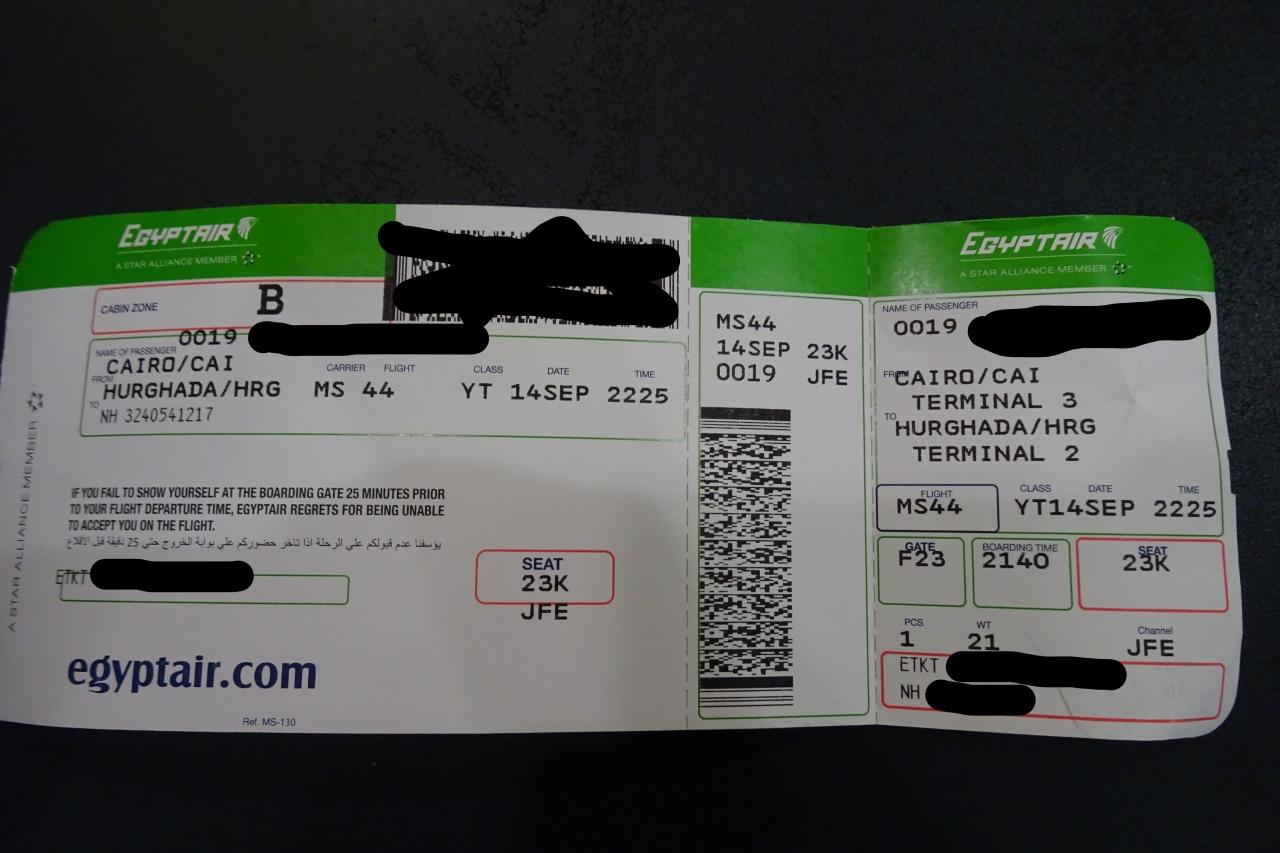 EGYPTAIR
A STAR ALLIANCE MEMBER
CABIN ZONE
B
0019
NAME OF PASSENGER
CAIRO/CAI
FROM
HURGHADA/HRG
TO
NH 3240541217
CARRIER FLIGHT CLASS DATE TIME
MS 44 YT 14SEP 2225
IF YOU FAIL TO SHOW YOURSELF AT THE BOARDING GATE 25 MINUTES PRIOR
TO YOUR FLIGHT DEPARTURE TIME, EGYPTAIR REGRETS FOR BEING UNABLE
TO ACCEPT YOU ON THE FLIGHT.
يؤسفنا عدم قبولكم علي الرحلة اذا تاخر حضوركم علي بوابة الخروج حتي 25 دقيقة قبل الاقلاع
ETKT
SEAT
23K
JFE
egyptair.com
Ref. MS-130
A STAR ALLIANCE MEMBER
MS44
14SEP 23K
0019 JFE
EGYPTAIR
A STAR ALLIANCE MEMBER
NAME OF PASSENGER
0019
FROM
CAIRO/CAI
TERMINAL 3
TO
HURGHADA/HRG
TERMINAL 2
FLIGHT CLASS DATE TIME
MS44 YT14SEP 2225
GATE BOARDING TIME SEAT
F23 2140 23K
PCS WT Channel
1 21 JFE
ETKT
NH